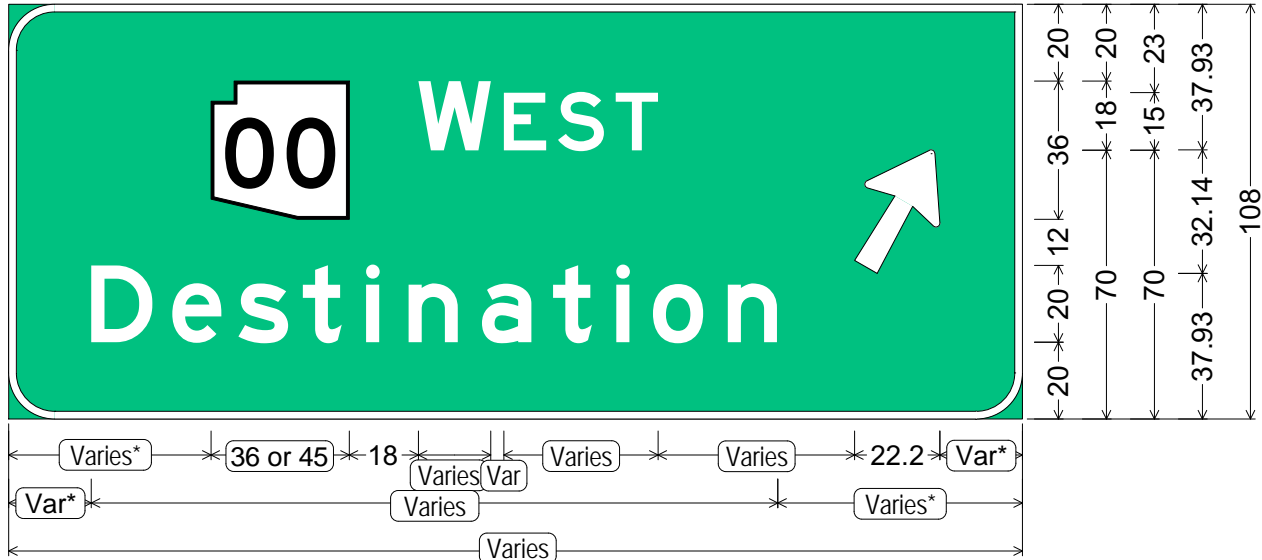 00 WEST
Destination
20 20 23 37.93
36 18 15 32.14 108
12 70 70
20 37.93
20
Varies* 36 or 45 18 Varies Var Varies Varies 22.2 Var*
Var* Varies Varies*
Varies